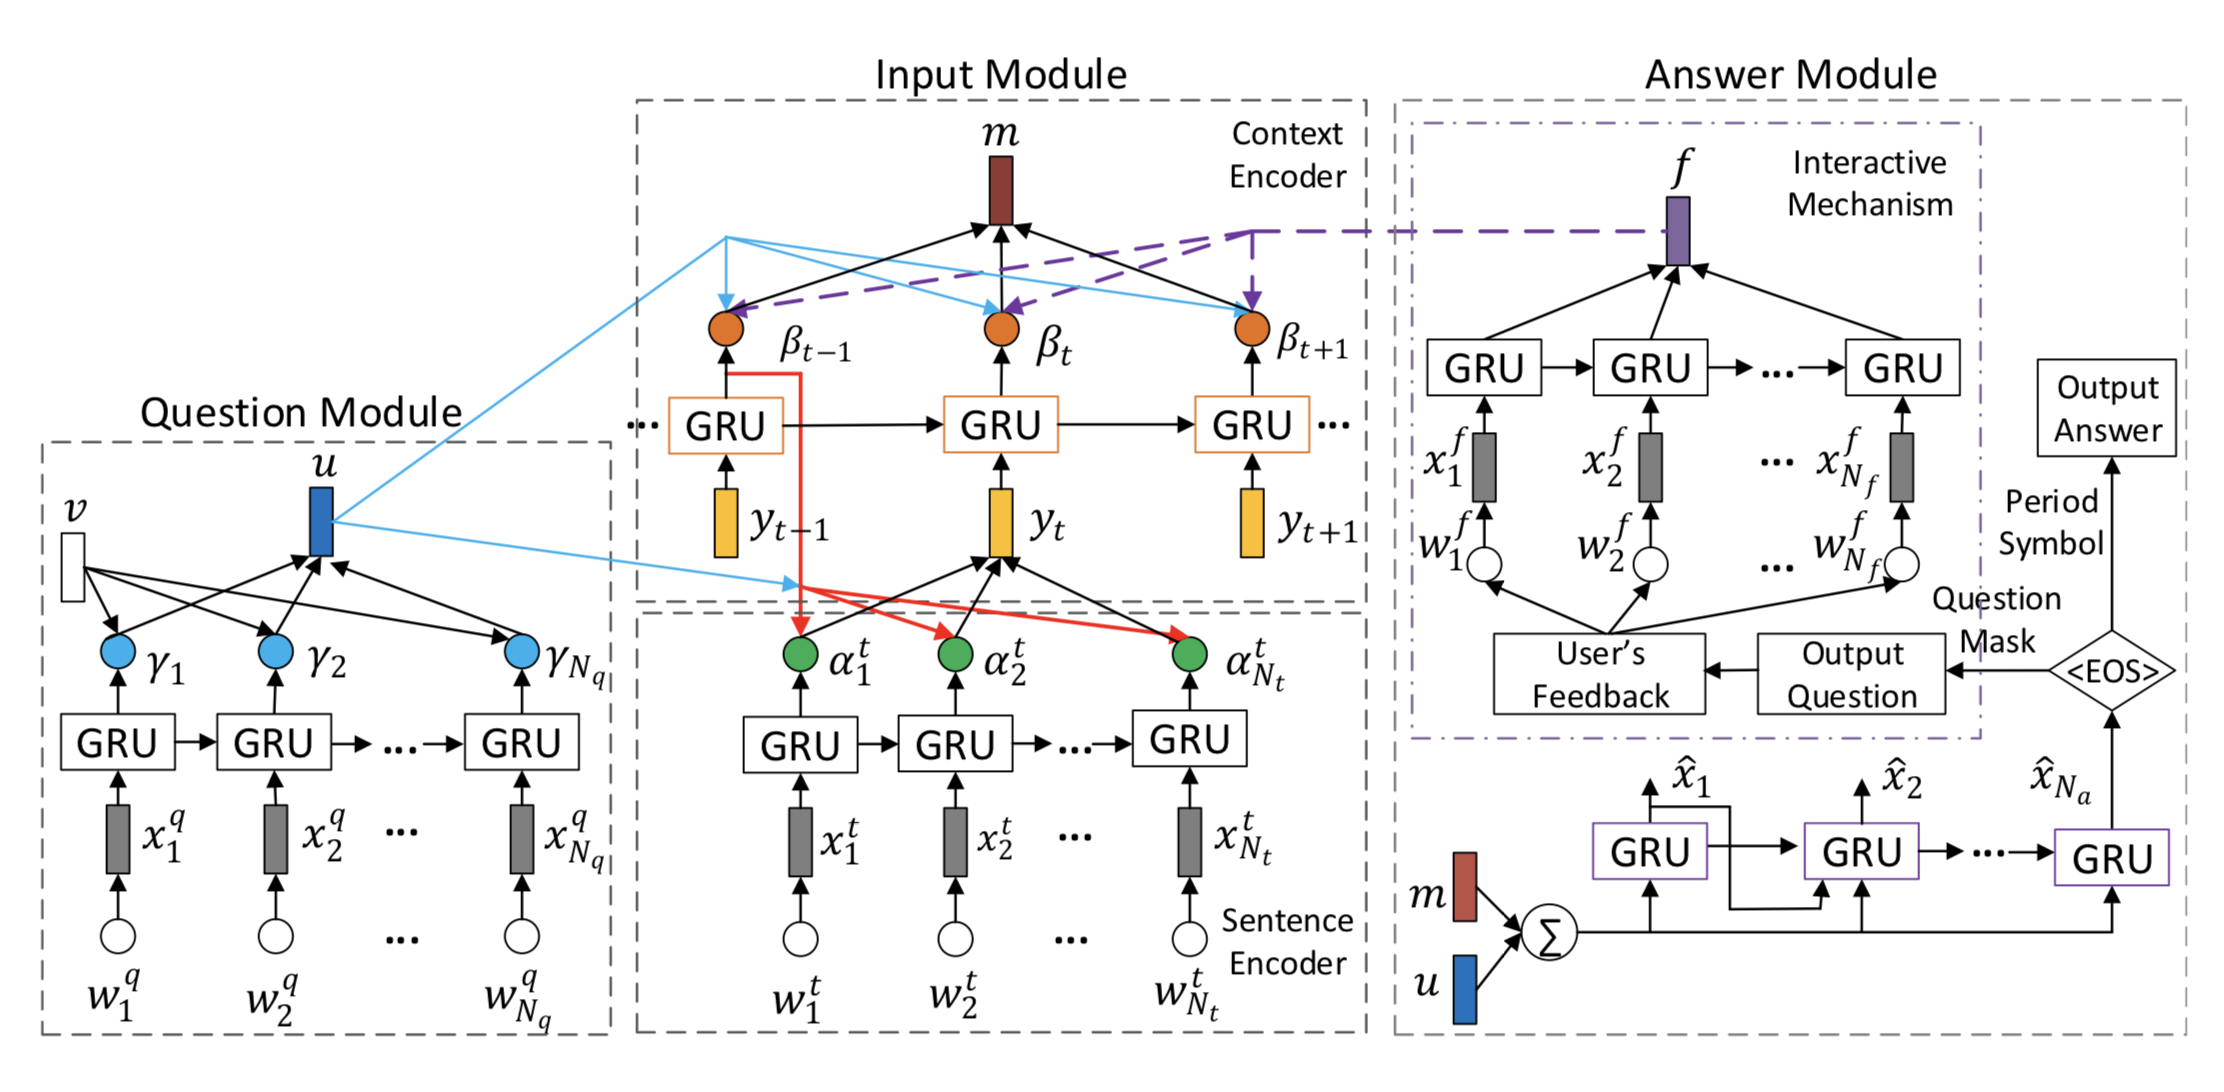 Input Module
Answer Module
Question Module
m
Context
Encoder
β_{t−1}
β_t
β_{t+1}
...
GRU
GRU
GRU
...
y_{t−1}
y_t
y_{t+1}
u
v
γ_1
γ_2
γ_{N_q}
GRU
GRU
...
GRU
x_1^q
x_2^q
...
x_{N_q}^q
...
w_1^q
w_2^q
w_{N_q}^q
α_1^t
α_2^t
α_{N_t}^t
GRU
GRU
...
GRU
x_1^t
x_2^t
...
x_{N_t}^t
...
Sentence
Encoder
w_1^t
w_2^t
w_{N_t}^t
f
Interactive
Mechanism
GRU
GRU
...
GRU
x_1^f
x_2^f
...
x_{N_f}^f
w_1^f
w_2^f
...
w_{N_f}^f
User's
Feedback
Output
Question
Question
Mask
<EOS>
Period
Symbol
Output
Answer
x̂_1
x̂_2
x̂_{N_a}
GRU
GRU
...
GRU
m
u
∑